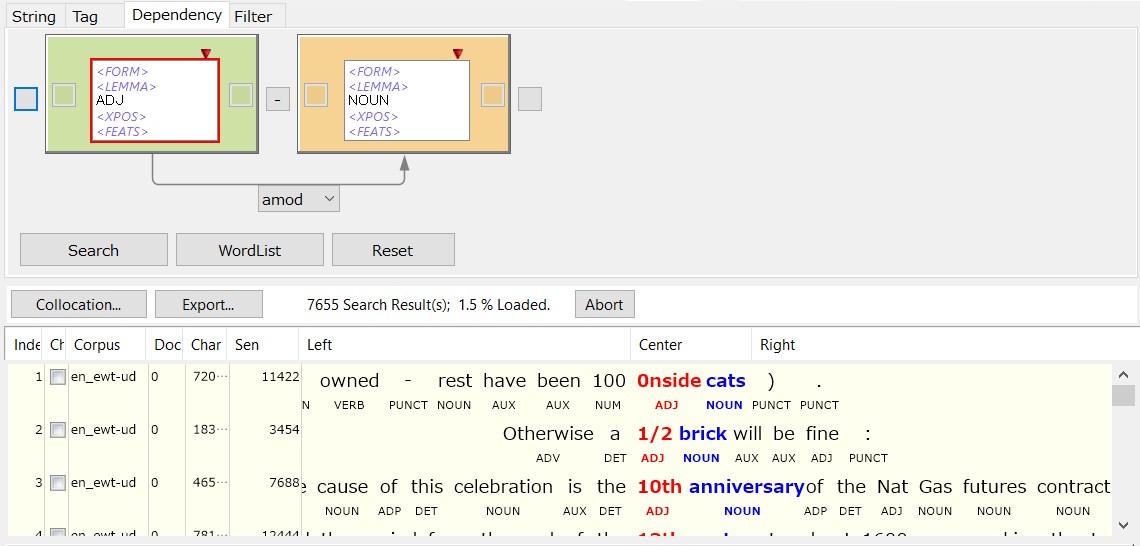 String Tag Dependency Filter
<FORM> <FORM>
<LEMMA> <LEMMA>
ADJ - NOUN
<XPOS> <XPOS>
<FEATS> <FEATS>
amod
Search WordList Reset
Collocation... Export... 7655 Search Result(s); 1.5 % Loaded. Abort
Inde Ch Corpus Doc Char Sen Left Center Right
1 en_ewt-ud 0 720... 11422 owned - rest have been 100 0nside cats ) .
N VERB PUNCT NOUN AUX AUX NUM ADJ NOUN PUNCT PUNCT
2 en_ewt-ud 0 183... 3454 Otherwise a 1/2 brick will be fine :
ADV DET ADJ NOUN AUX AUX ADJ PUNCT
3 en_ewt-ud 0 465... 7688 e cause of this celebration is the 10th anniversary of the Nat Gas futures contract
NOUN ADP DET NOUN AUX DET ADJ NOUN ADP DET ADJ NOUN NOUN NOUN
4 en_ewt-ud 0 781... 12444